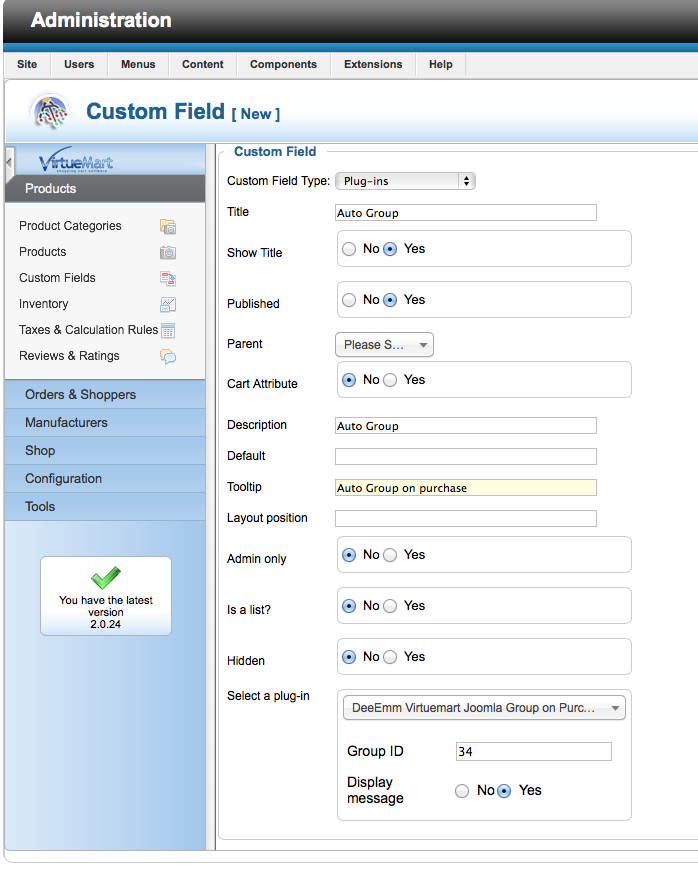 Administration
Site Users Menus Content Components Extensions Help
Custom Field [ New ]
VirtueMart
shopping cart software
Products
Product Categories
Products
Custom Fields
Inventory
Taxes & Calculation Rules
Reviews & Ratings
Orders & Shoppers
Manufacturers
Shop
Configuration
Tools
You have the latest
version
2.0.24
Custom Field
Custom Field Type: Plug-ins
Title Auto Group
Show Title No Yes
Published No Yes
Parent Please S...
Cart Attribute No Yes
Description Auto Group
Default
Tooltip Auto Group on purchase
Layout position
Admin only No Yes
Is a list? No Yes
Hidden No Yes
Select a plug-in
DeeEmm Virtuemart Joomla Group on Purc...
Group ID 34
Display
message No Yes